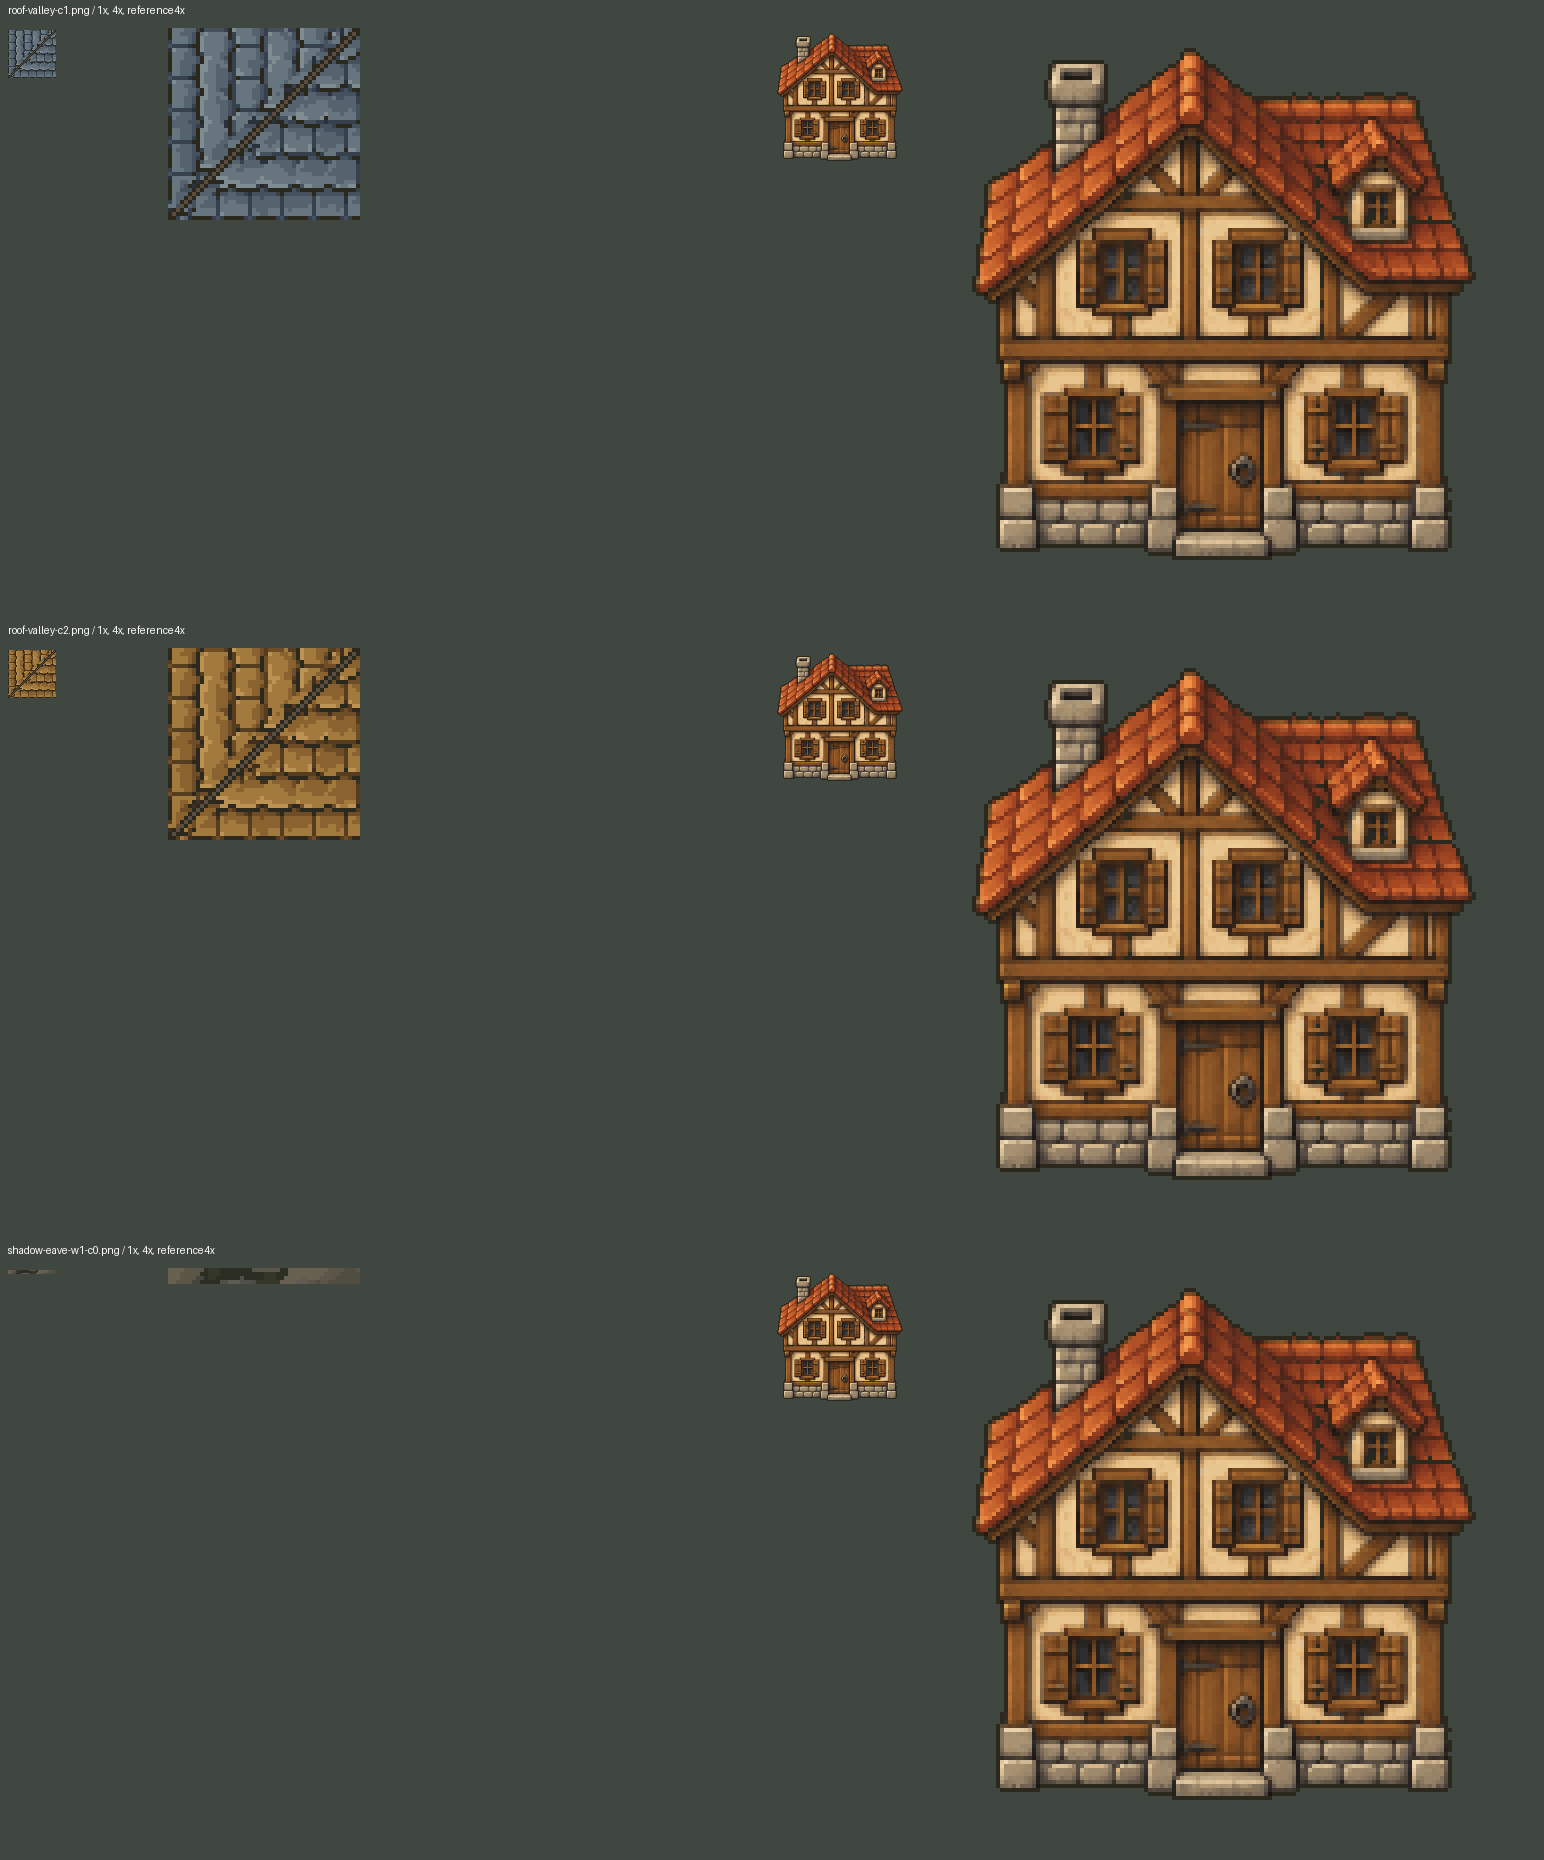 roof-valley-c1.png / 1x, 4x, reference4x
roof-valley-c2.png / 1x, 4x, reference4x
shadow-eave-w1-c0.png / 1x, 4x, reference4x